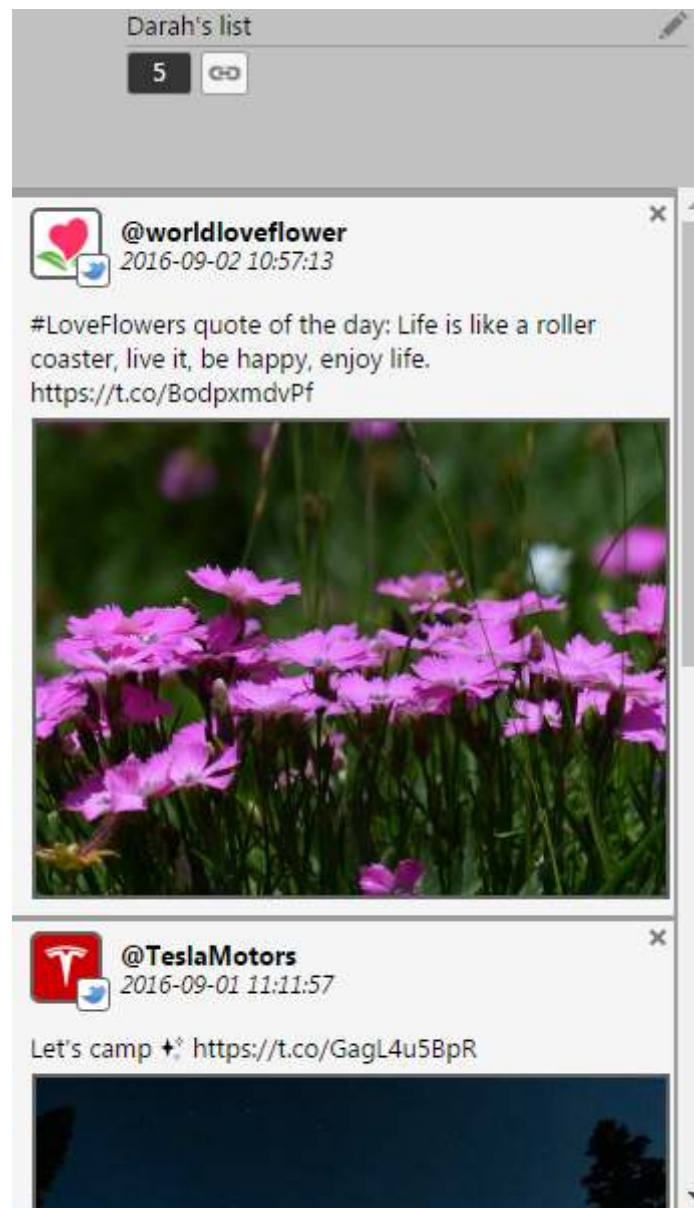 Darah's list
5
@worldloveflower
2016-09-02 10:57:13
#LoveFlowers quote of the day: Life is like a roller
coaster, live it, be happy, enjoy life.
https://t.co/BodpxmdvPf
@TeslaMotors
2016-09-01 11:11:57
Let's camp ✨ https://t.co/GagL4u5BpR